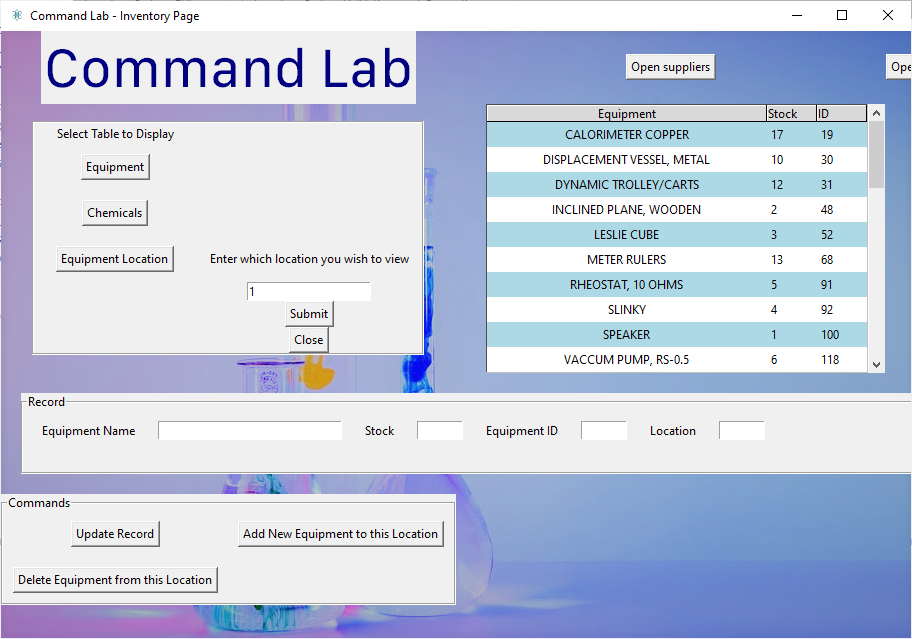 Command Lab - Inventory Page
Command Lab
Open suppliers
Ope
Select Table to Display
Equipment
Chemicals
Equipment Location
Enter which location you wish to view
1
Submit
Close
Equipment Stock ID
CALORIMETER COPPER 17 19
DISPLACEMENT VESSEL, METAL 10 30
DYNAMIC TROLLEY/CARTS 12 31
INCLINED PLANE, WOODEN 2 48
LESLIE CUBE 3 52
METER RULERS 13 68
RHEOSTAT, 10 OHMS 5 91
SLINKY 4 92
SPEAKER 1 100
VACCUM PUMP, RS-0.5 6 118
Record
Equipment Name Stock Equipment ID Location
Commands
Update Record Add New Equipment to this Location
Delete Equipment from this Location